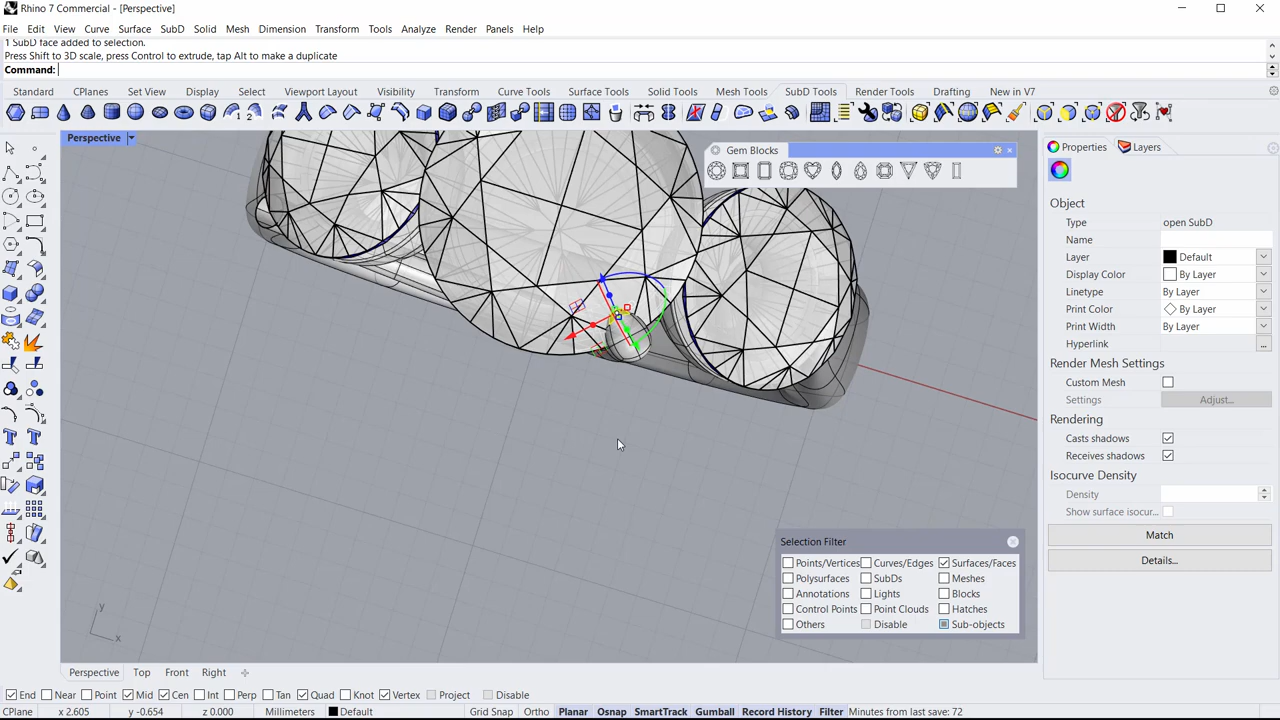 Rhino 7 Commercial - [Perspective]
File Edit View Curve Surface SubD Solid Mesh Dimension Transform Tools Analyze Render Panels Help
1 SubD face added to selection.
Press Shift to 3D scale, press Control to extrude, tap Alt to make a duplicate
Command:
Standard CPlanes Set View Display Select Viewport Layout Visibility Transform Curve Tools Surface Tools Solid Tools Mesh Tools SubD Tools Render Tools Drafting New in V7
Perspective
Gem Blocks
Properties Layers
Object
Type open SubD
Name
Layer Default
Display Color By Layer
Linetype By Layer
Print Color By Layer
Print Width By Layer
Hyperlink ...
Render Mesh Settings
Custom Mesh
Settings Adjust...
Rendering
Casts shadows
Receives shadows
Isocurve Density
Density
Show surface isocur...
Match
Details...
Selection Filter
Points/Vertices Curves/Edges Surfaces/Faces
Polysurfaces SubDs Meshes
Annotations Lights Blocks
Control Points Point Clouds Hatches
Others Disable Sub-objects
y
x
Perspective Top Front Right
End Near Point Mid Cen Int Perp Tan Quad Knot Vertex Project Disable
CPlane x 2.605 y -0.654 z 0.000 Millimeters Default Grid Snap Ortho Planar Osnap SmartTrack Gumball Record History Filter Minutes from last save: 72